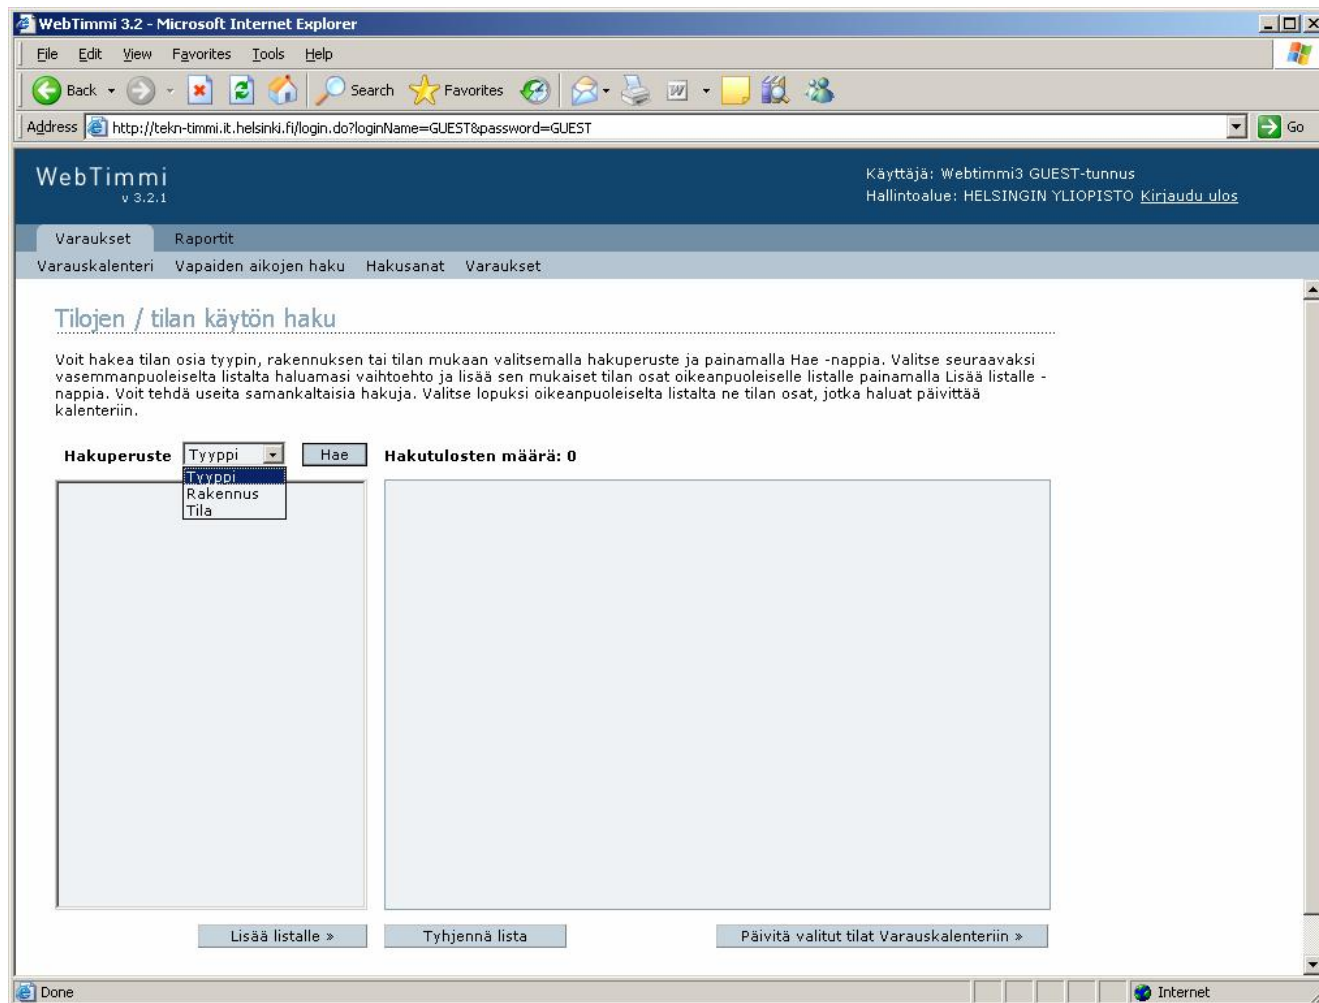 WebTimmi 3.2 - Microsoft Internet Explorer
File Edit View Favorites Tools Help
Back Search Favorites
Address http://tekn-timmi.it.helsinki.fi/login.do?loginName=GUEST&password=GUEST Go
WebTimmi
v 3.2.1
Käyttäjä: Webtimmi3 GUEST-tunnus
Hallintoalue: HELSINGIN YLIOPISTO Kirjaudu ulos
Varaukset Raportit
Varauskalenteri Vapaiden aikojen haku Hakusanat Varaukset
Tilojen / tilan käytön haku
Voit hakea tilan osia tyypin, rakennuksen tai tilan mukaan valitsemalla hakuperuste ja painamalla Hae -nappia. Valitse seuraavaksi
vasemmanpuoleiselta listalta haluamasi vaihtoehto ja lisää sen mukaiset tilan osat oikeanpuoleiselle listalle painamalla Lisää listalle -
nappia. Voit tehdä useita samankaltaisia hakuja. Valitse lopuksi oikeanpuoleiselta listalta ne tilan osat, jotka haluat päivittää
kalenteriin.
Hakuperuste Tyyppi Hae Hakutulosten määrä: 0
Tyyppi
Rakennus
Tila
Lisää listalle » Tyhjennä lista Päivitä valitut tilat Varauskalenteriin »
Done Internet